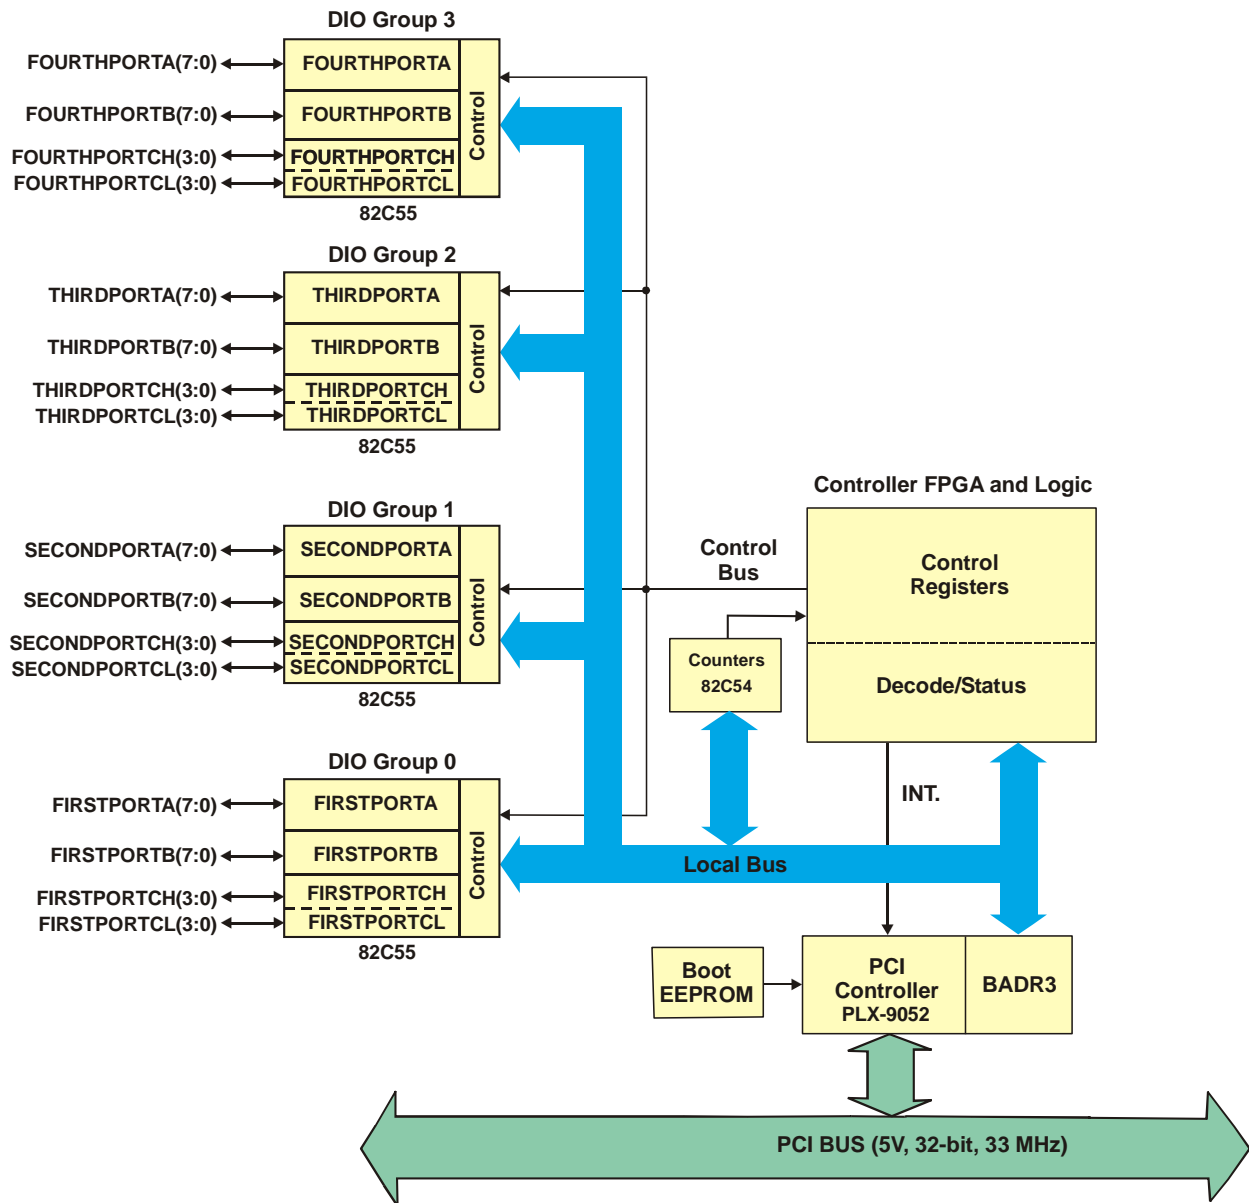 DIO Group 3
FOURTHPORTA(7:0)
FOURTHPORTA
FOURTHPORTB(7:0)
FOURTHPORTB
FOURTHPORTCH(3:0)
FOURTHPORTCH
FOURTHPORTCL(3:0)
FOURTHPORTCL
Control
82C55
DIO Group 2
THIRDPORTA(7:0)
THIRDPORTA
THIRDPORTB(7:0)
THIRDPORTB
THIRDPORTCH(3:0)
THIRDPORTCH
THIRDPORTCL(3:0)
THIRDPORTCL
Control
82C55
DIO Group 1
SECONDPORTA(7:0)
SECONDPORTA
SECONDPORTB(7:0)
SECONDPORTB
SECONDPORTCH(3:0)
SECONDPORTCH
SECONDPORTCL(3:0)
SECONDPORTCL
Control
82C55
DIO Group 0
FIRSTPORTA(7:0)
FIRSTPORTA
FIRSTPORTB(7:0)
FIRSTPORTB
FIRSTPORTCH(3:0)
FIRSTPORTCH
FIRSTPORTCL(3:0)
FIRSTPORTCL
Control
82C55
Controller FPGA and Logic
Control
Registers
Decode/Status
Control
Bus
Counters
82C54
INT.
Local Bus
Boot
EEPROM
PCI
Controller
PLX-9052
BADR3
PCI BUS (5V, 32-bit, 33 MHz)